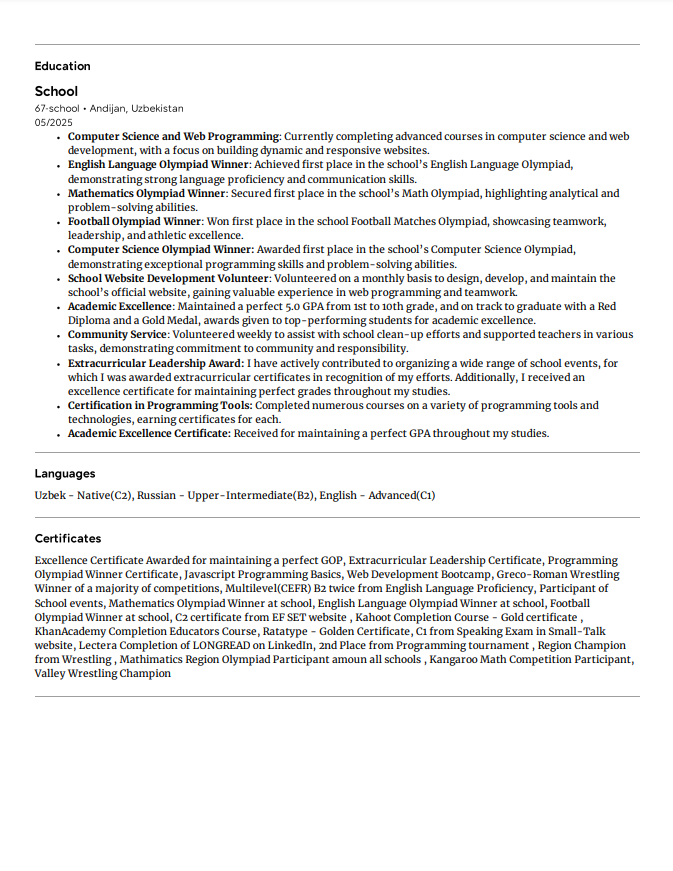 Education
School
67-school • Andijan, Uzbekistan
05/2025
• Computer Science and Web Programming: Currently completing advanced courses in computer science and web
development, with a focus on building dynamic and responsive websites.
• English Language Olympiad Winner: Achieved first place in the school's English Language Olympiad,
demonstrating strong language proficiency and communication skills.
• Mathematics Olympiad Winner: Secured first place in the school's Math Olympiad, highlighting analytical and
problem-solving abilities.
• Football Olympiad Winner: Won first place in the school Football Matches Olympiad, showcasing teamwork,
leadership, and athletic excellence.
• Computer Science Olympiad Winner: Awarded first place in the school's Computer Science Olympiad,
demonstrating exceptional programming skills and problem-solving abilities.
• School Website Development Volunteer: Volunteered on a monthly basis to design, develop, and maintain the
school's official website, gaining valuable experience in web programming and teamwork.
• Academic Excellence: Maintained a perfect 5.0 GPA from 1st to 10th grade, and on track to graduate with a Red
Diploma and a Gold Medal, awards given to top-performing students for academic excellence.
• Community Service: Volunteered weekly to assist with school clean-up efforts and supported teachers in various
tasks, demonstrating commitment to community and responsibility.
• Extracurricular Leadership Award: I have actively contributed to organizing a wide range of school events, for
which I was awarded extracurricular certificates in recognition of my efforts. Additionally, I received an
excellence certificate for maintaining perfect grades throughout my studies.
• Certification in Programming Tools: Completed numerous courses on a variety of programming tools and
technologies, earning certificates for each.
• Academic Excellence Certificate: Received for maintaining a perfect GPA throughout my studies.
Languages
Uzbek - Native(C2), Russian - Upper-Intermediate(B2), English - Advanced(C1)
Certificates
Excellence Certificate Awarded for maintaining a perfect GOP, Extracurricular Leadership Certificate, Programming
Olympiad Winner Certificate, Javascript Programming Basics, Web Development Bootcamp, Greco-Roman Wrestling
Winner of a majority of competitions, Multilevel(CEFR) B2 twice from English Language Proficiency, Participant of
School events, Mathematics Olympiad Winner at school, English Language Olympiad Winner at school, Football
Olympiad Winner at school, C2 certificate from EF SET website , Kahoot Completion Course - Gold certificate ,
KhanAcademy Completion Educators Course, Ratatype - Golden Certificate, C1 from Speaking Exam in Small-Talk
website, Lectera Completion of LONGREAD on LinkedIn, 2nd Place from Programming tournament , Region Champion
from Wrestling , Mathimatics Region Olympiad Participant amoun all schools , Kangaroo Math Competition Participant,
Valley Wrestling Champion